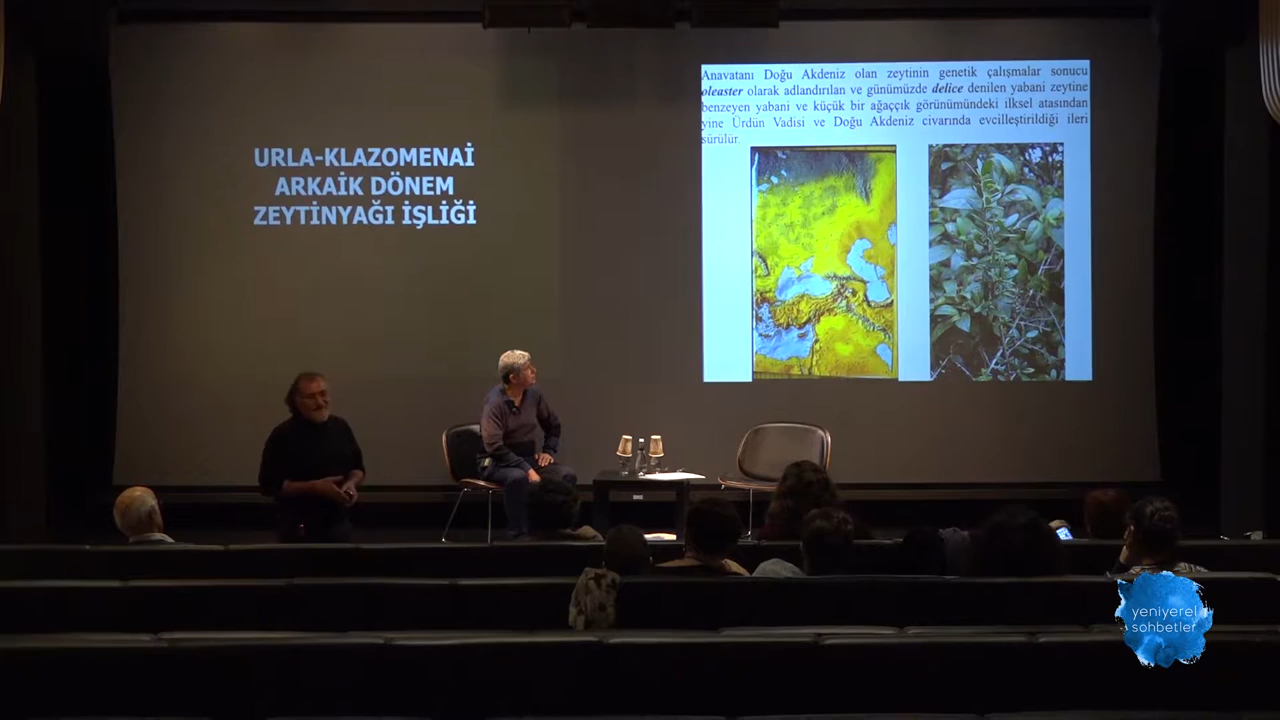 URLA-KLAZOMENAİ
ARKAİK DÖNEM
ZEYTİNYAĞI İŞLİĞİ
Anavatanı Doğu Akdeniz olan zeytinin genetik çalışmalar sonucu
oleaster olarak adlandırılan ve günümüzde delice denilen yabani zeytine
benzeyen yabani ve küçük bir ağaççık görünümündeki ilksel atasından
yine Ürdün Vadisi ve Doğu Akdeniz civarında evcilleştirildiği ileri
sürülür.
yeniyerel
sohbetler